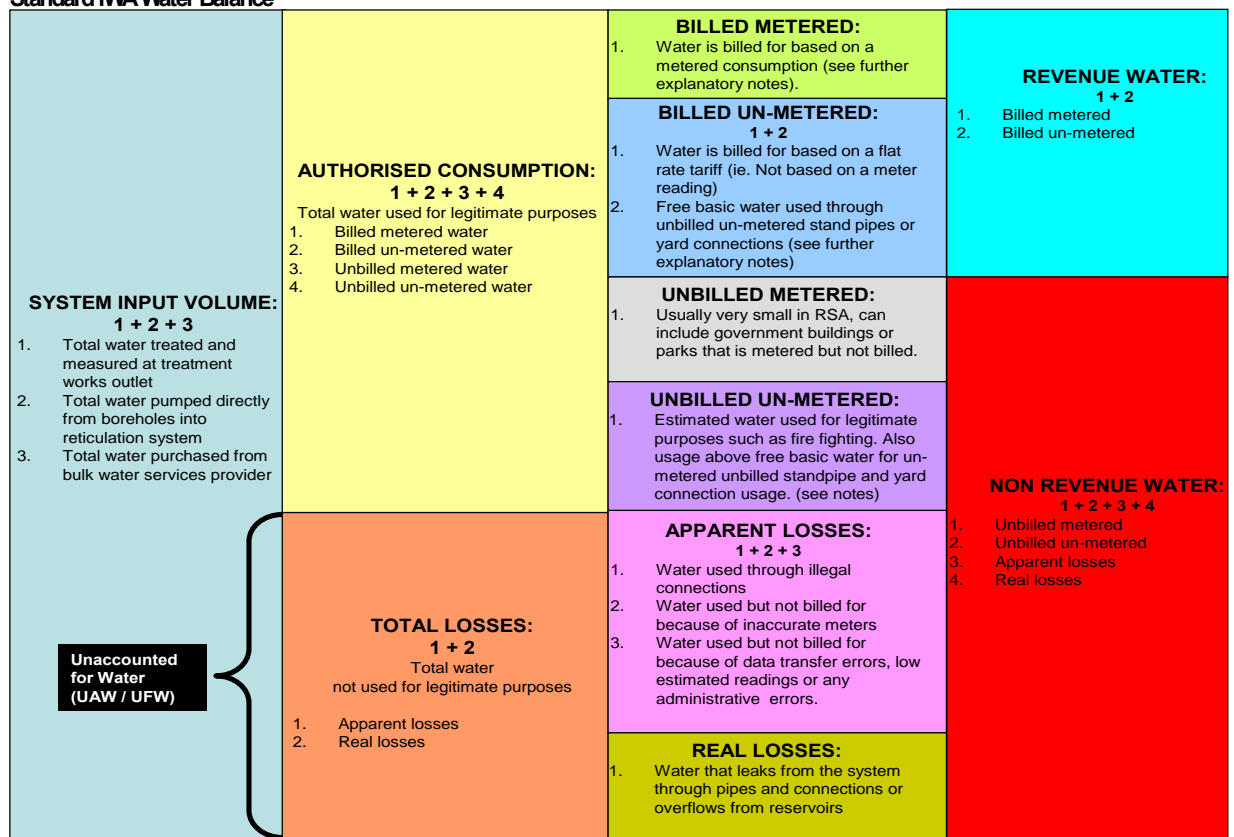 Standard IWA Water Balance
SYSTEM INPUT VOLUME:
1 + 2 + 3
1. Total water treated and
measured at treatment
works outlet
2. Total water pumped directly
from boreholes into
reticulation system
3. Total water purchased from
bulk water services provider
Unaccounted
for Water
(UAW / UFW)
AUTHORISED CONSUMPTION:
1 + 2 + 3 + 4
Total water used for legitimate purposes
1. Billed metered water
2. Billed un-metered water
3. Unbilled metered water
4. Unbilled un-metered water
TOTAL LOSSES:
1 + 2
Total water
not used for legitimate purposes
1. Apparent losses
2. Real losses
BILLED METERED:
1. Water is billed for based on a
metered consumption (see further
explanatory notes).
BILLED UN-METERED:
1 + 2
1. Water is billed for based on a flat
rate tariff (ie. Not based on a meter
reading)
2. Free basic water used through
unbilled un-metered stand pipes or
yard connections (see further
explanatory notes)
UNBILLED METERED:
1. Usually very small in RSA, can
include government buildings or
parks that is metered but not billed.
UNBILLED UN-METERED:
1. Estimated water used for legitimate
purposes such as fire fighting. Also
usage above free basic water for un-
metered unbilled standpipe and yard
connection usage. (see notes)
APPARENT LOSSES:
1 + 2 + 3
1. Water used through illegal
connections
2. Water used but not billed for
because of inaccurate meters
3. Water used but not billed for
because of data transfer errors, low
estimated readings or any
administrative errors.
REAL LOSSES:
1. Water that leaks from the system
through pipes and connections or
overflows from reservoirs
REVENUE WATER:
1 + 2
1. Billed metered
2. Billed un-metered
NON REVENUE WATER:
1 + 2 + 3 + 4
1. Unbilled metered
2. Unbilled un-metered
3. Apparent losses
4. Real losses